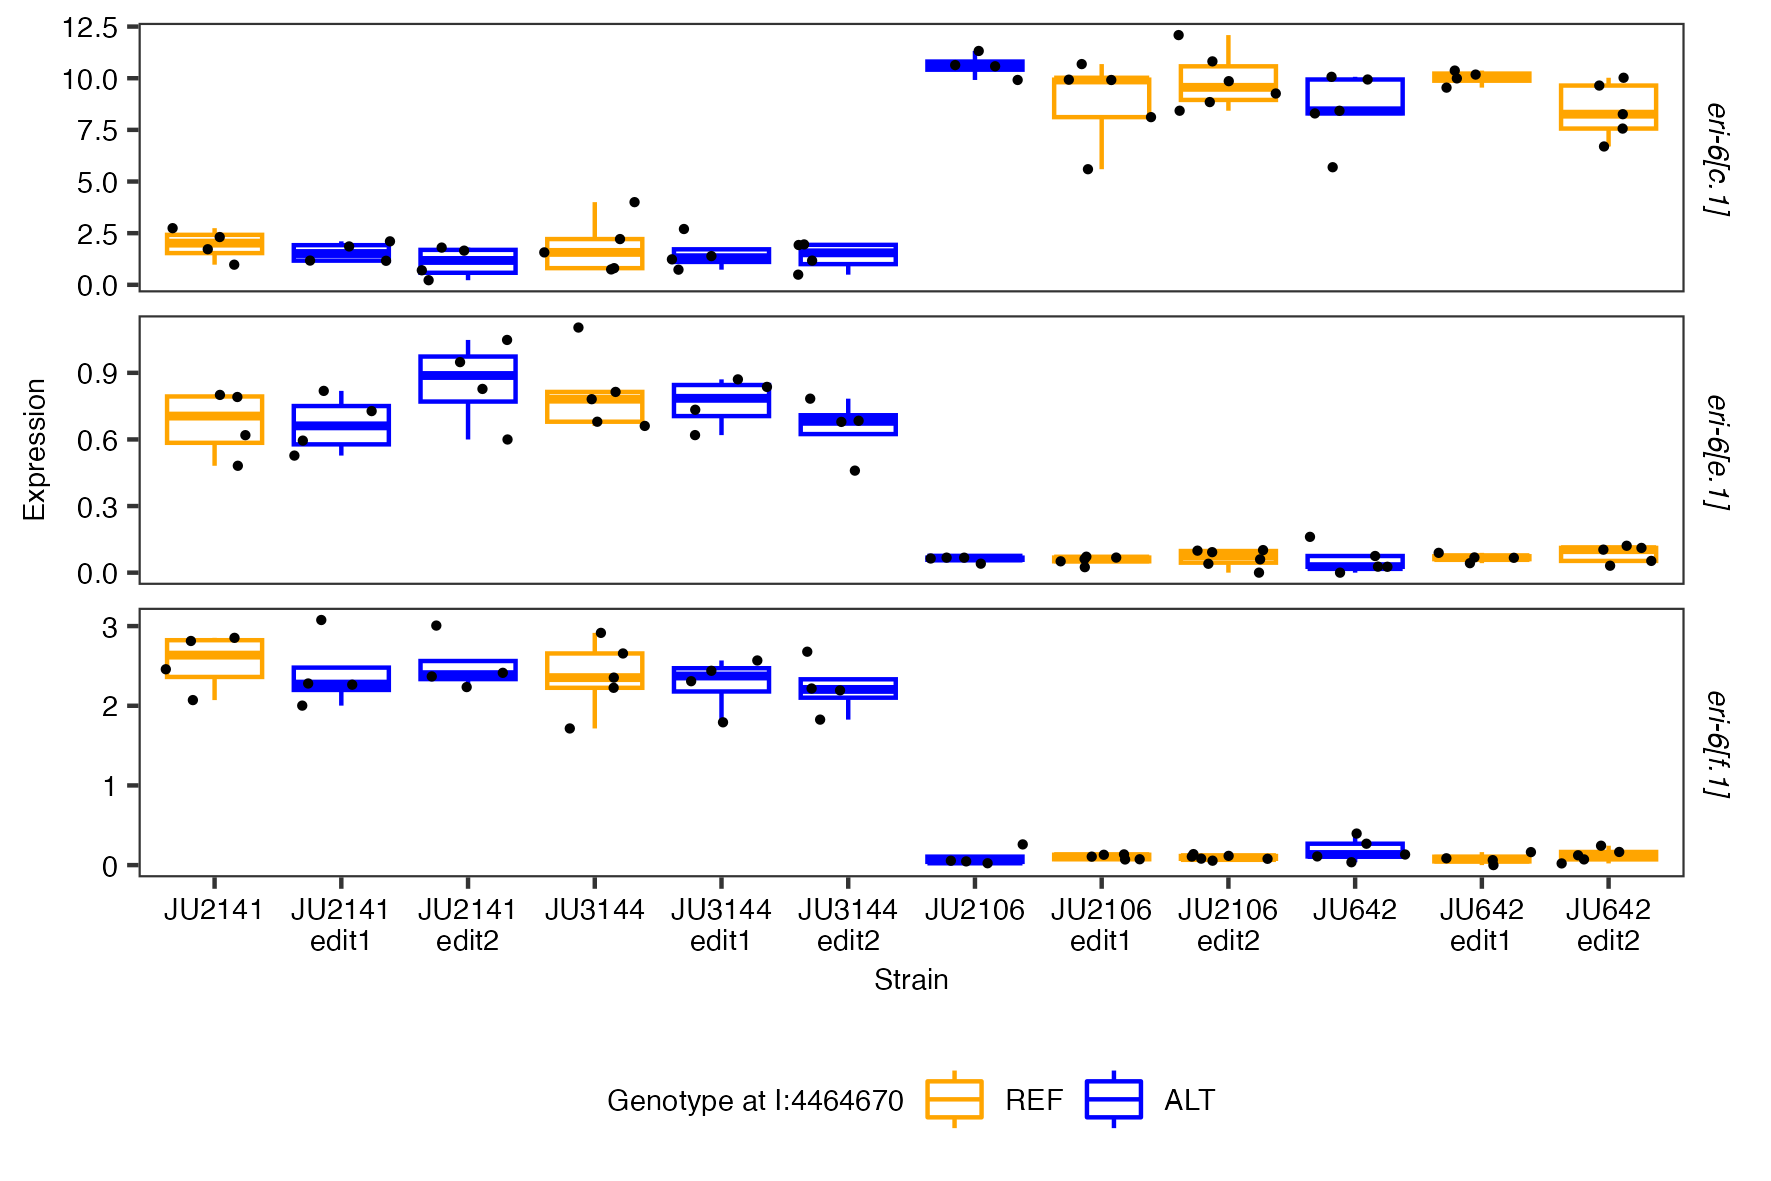 12.5
10.0
7.5
5.0
2.5
0.0
eri-6[c.1]
0.9
0.6
0.3
0.0
eri-6[e.1]
3
2
1
0
eri-6[f.1]
Expression
JU2141
JU2141 edit1
JU2141 edit2
JU3144
JU3144 edit1
JU3144 edit2
JU2106
JU2106 edit1
JU2106 edit2
JU642
JU642 edit1
JU642 edit2
Strain
Genotype at I:4464670 REF ALT